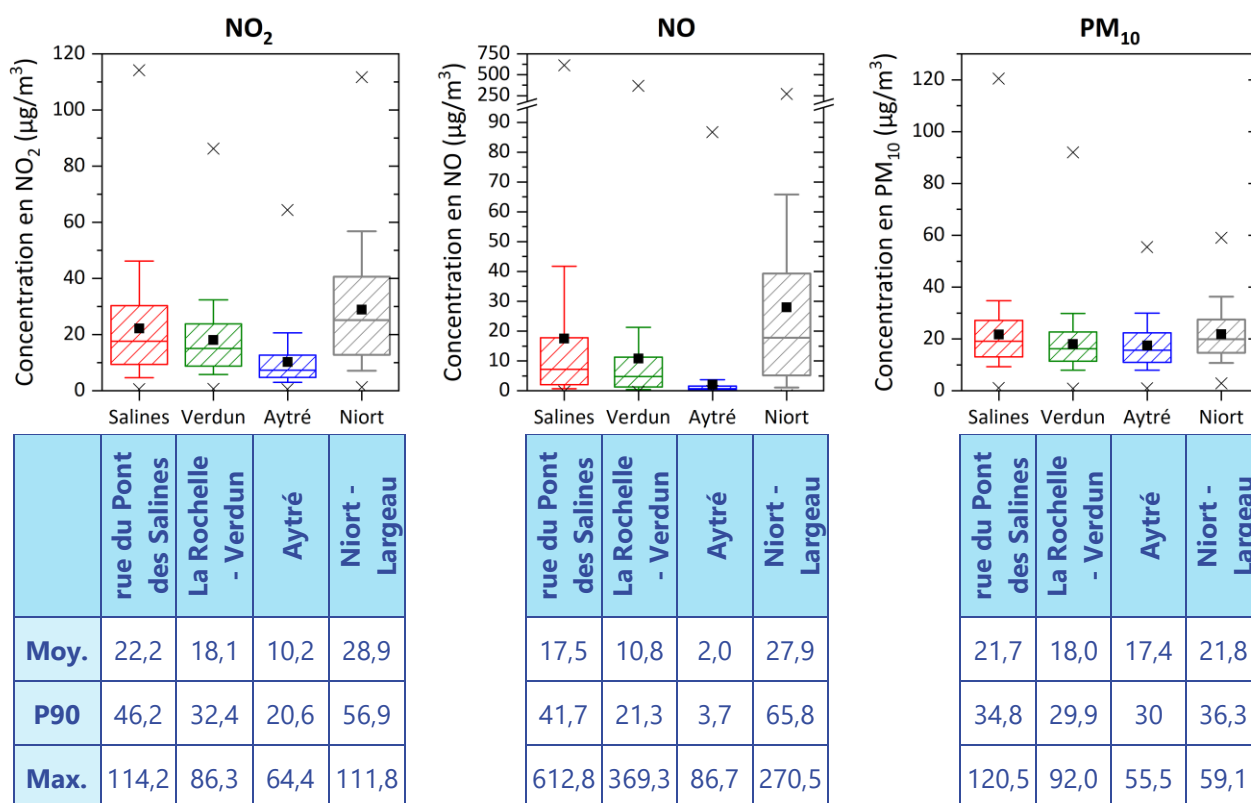 NO₂
NO
PM₁₀
Concentration en NO₂ (µg/m³)
120
100
80
60
40
20
0
Salines Verdun Aytré Niort
Concentration en NO (µg/m³)
750
500
250
90
80
70
60
50
40
30
20
10
0
Salines Verdun Aytré Niort
Concentration en PM₁₀ (µg/m³)
120
100
80
60
40
20
0
Salines Verdun Aytré Niort
rue du Pont
des Salines
La Rochelle
- Verdun
Aytré
Niort -
Largeau
rue du Pont
des Salines
La Rochelle
- Verdun
Aytré
Niort -
Largeau
rue du Pont
des Salines
La Rochelle
- Verdun
Aytré
Niort -
Largeau
Moy. 22,2 18,1 10,2 28,9 17,5 10,8 2,0 27,9 21,7 18,0 17,4 21,8
P90 46,2 32,4 20,6 56,9 41,7 21,3 3,7 65,8 34,8 29,9 30 36,3
Max. 114,2 86,3 64,4 111,8 612,8 369,3 86,7 270,5 120,5 92,0 55,5 59,1